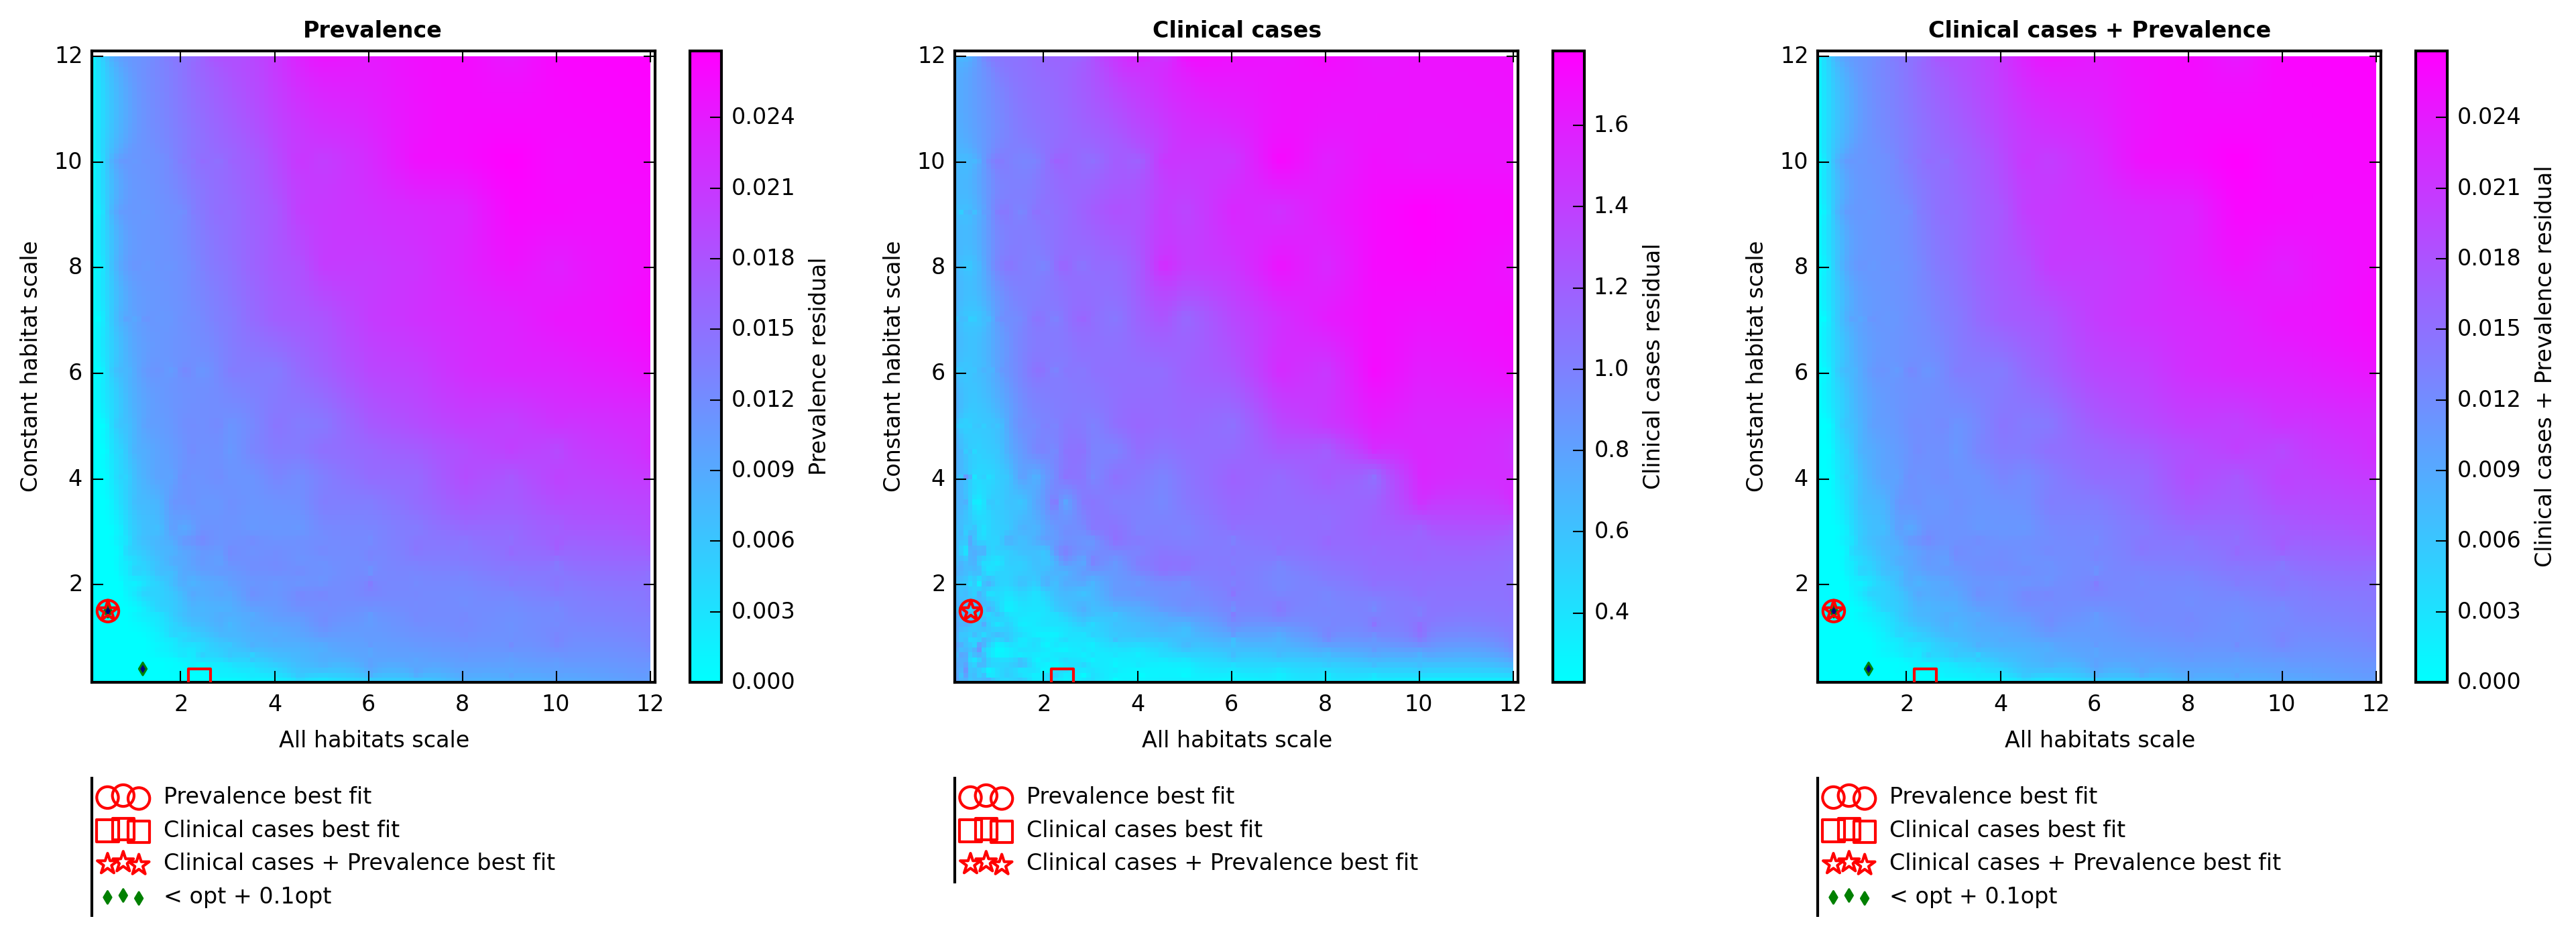 Prevalence
12
10
8
6
4
2
Constant habitat scale
2 4 6 8 10 12
All habitats scale
0.024
0.021
0.018
0.015
0.012
0.009
0.006
0.003
0.000
Prevalence residual
Prevalence best fit
Clinical cases best fit
Clinical cases + Prevalence best fit
< opt + 0.1opt
Clinical cases
12
10
8
6
4
2
Constant habitat scale
2 4 6 8 10 12
All habitats scale
1.6
1.4
1.2
1.0
0.8
0.6
0.4
Clinical cases residual
Prevalence best fit
Clinical cases best fit
Clinical cases + Prevalence best fit
Clinical cases + Prevalence
12
10
8
6
4
2
Constant habitat scale
2 4 6 8 10 12
All habitats scale
0.024
0.021
0.018
0.015
0.012
0.009
0.006
0.003
0.000
Clinical cases + Prevalence residual
Prevalence best fit
Clinical cases best fit
Clinical cases + Prevalence best fit
< opt + 0.1opt